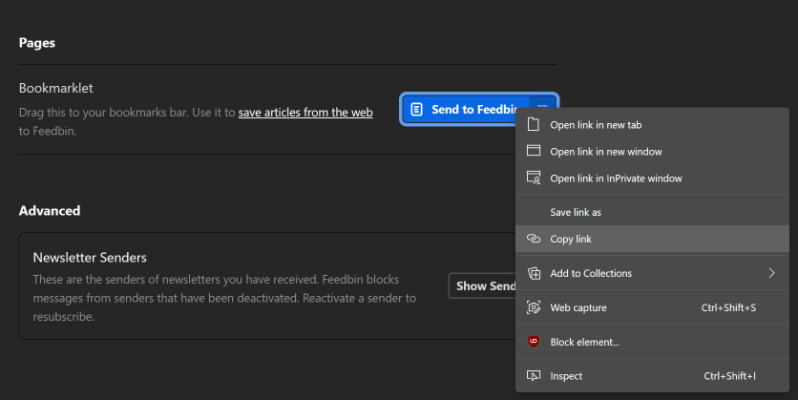 Pages
Bookmarklet
Drag this to your bookmarks bar. Use it to save articles from the web
to Feedbin.
Send to Feedbin
Open link in new tab
Open link in new window
Open link in InPrivate window
Save link as
Copy link
Add to Collections
Web capture Ctrl+Shift+S
Block element...
Inspect Ctrl+Shift+I
Advanced
Newsletter Senders
These are the senders of newsletters you have received. Feedbin blocks
messages from senders that have been deactivated. Reactivate a sender to
resubscribe.
Show Send